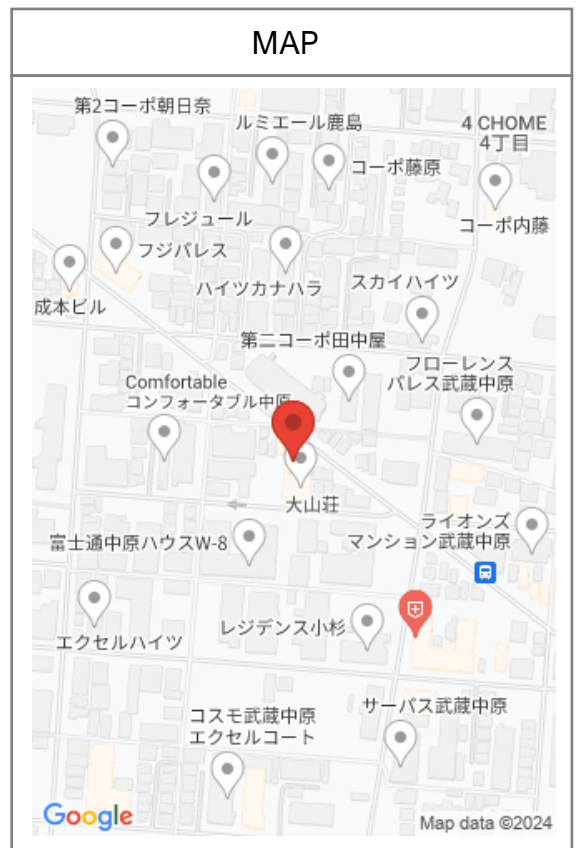 MAP
第2コーポ朝日奈
ルミエール鹿島
4 CHOME
4丁目
コーポ藤原
フレジュール
コーポ内藤
フジパレス
ハイツカナハラ
スカイハイツ
成本ビル
第二コーポ田中屋
フローレンス
パレス武蔵中原
Comfortable
コンフォータブル中原
大山荘
ライオンズ
マンション武蔵中原
富士通中原ハウスW-8
レジデンス小杉
エクセルハイツ
サーパス武蔵中原
コスモ武蔵中原
エクセルコート
Google
Map data ©2024